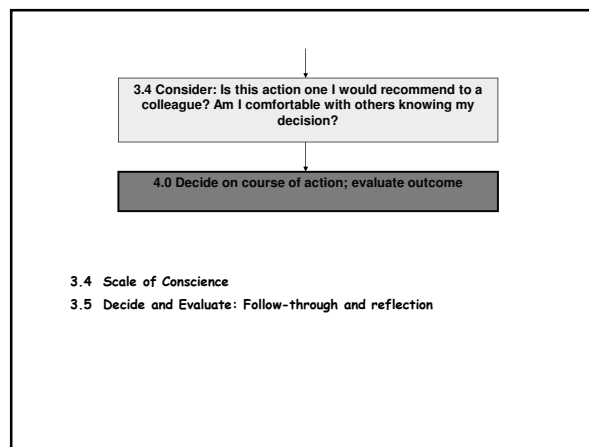 3.4 Consider: Is this action one I would recommend to a
colleague? Am I comfortable with others knowing my
decision?
4.0 Decide on course of action; evaluate outcome
3.4 Scale of Conscience
3.5 Decide and Evaluate: Follow-through and reflection